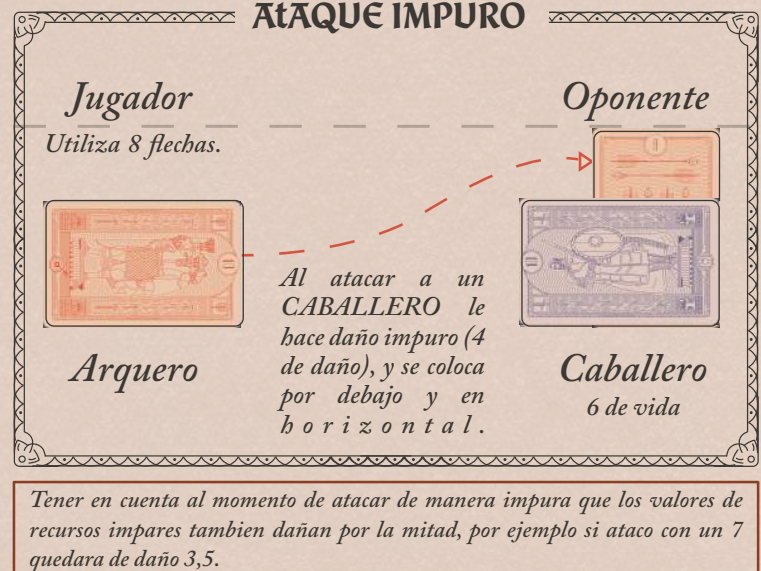 ATAQUE IMPURO
Jugador
Oponente
Utiliza 8 flechas.
Al atacar a un
CABALLERO le
hace daño impuro (4
de daño), y se coloca
por debajo y en
horizontal.
Arquero
Caballero
6 de vida
Tener en cuenta al momento de atacar de manera impura que los valores de
recursos impares tambien dañan por la mitad, por ejemplo si ataco con un 7
quedara de daño 3,5.